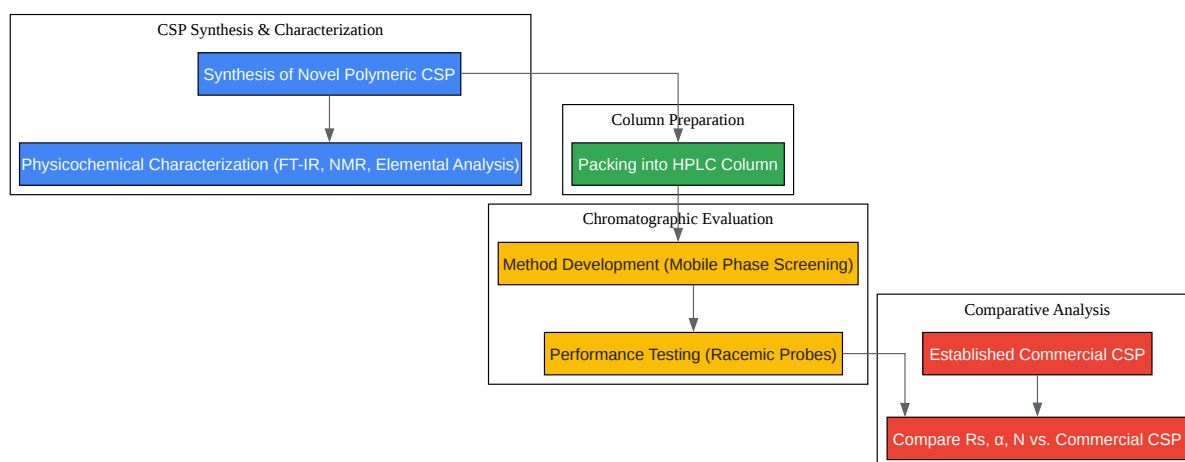 CSP Synthesis & Characterization
Synthesis of Novel Polymeric CSP
Physicochemical Characterization (FT-IR, NMR, Elemental Analysis)
Column Preparation
Packing into HPLC Column
Chromatographic Evaluation
Method Development (Mobile Phase Screening)
Performance Testing (Racemic Probes)
Comparative Analysis
Established Commercial CSP
Compare Rs, α, N vs. Commercial CSP